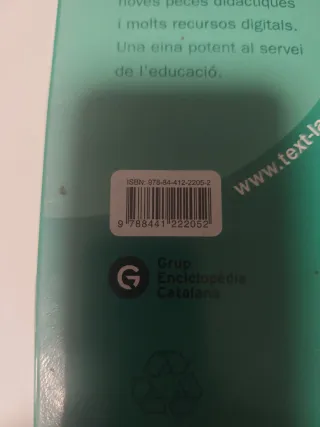 noves peces didàctiques
i molts recursos digitals.
Una eina potent al servei
de l'educació.
www.text-la
ISBN: 978-84-412-2205-2
9 788441 222052
G
Grup
Enciclopèdia
Catalana